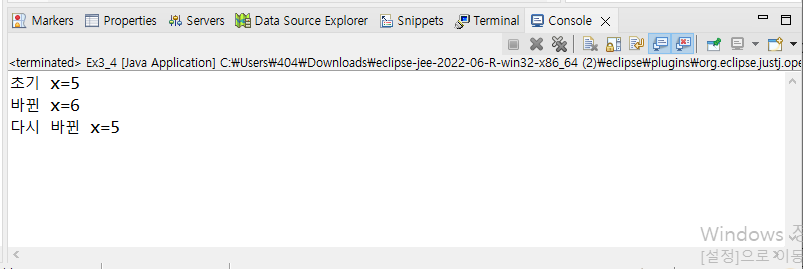 Markers Properties Servers Data Source Explorer Snippets Terminal Console
<terminated> Ex3_4 [Java Application] C:₩Users₩404₩Downloads₩eclipse-jee-2022-06-R-win32-x86_64 (2)₩eclipse₩plugins₩org.eclipse.justj.ope
초기 x=5
바뀐 x=6
다시 바뀐 x=5
Windows 정
[설정]으로 이동